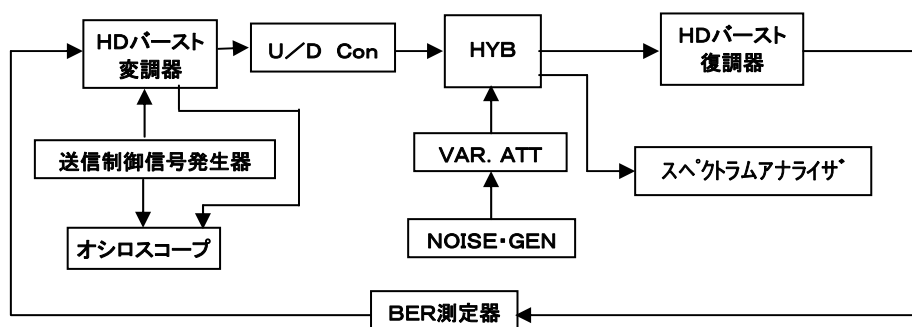 HDバースト
変調器
U/D Con
HYB
HDバースト
復調器
送信制御信号発生器
VAR. ATT
スペクトラムアナライザ
オシロスコープ
NOISE・GEN
BER測定器